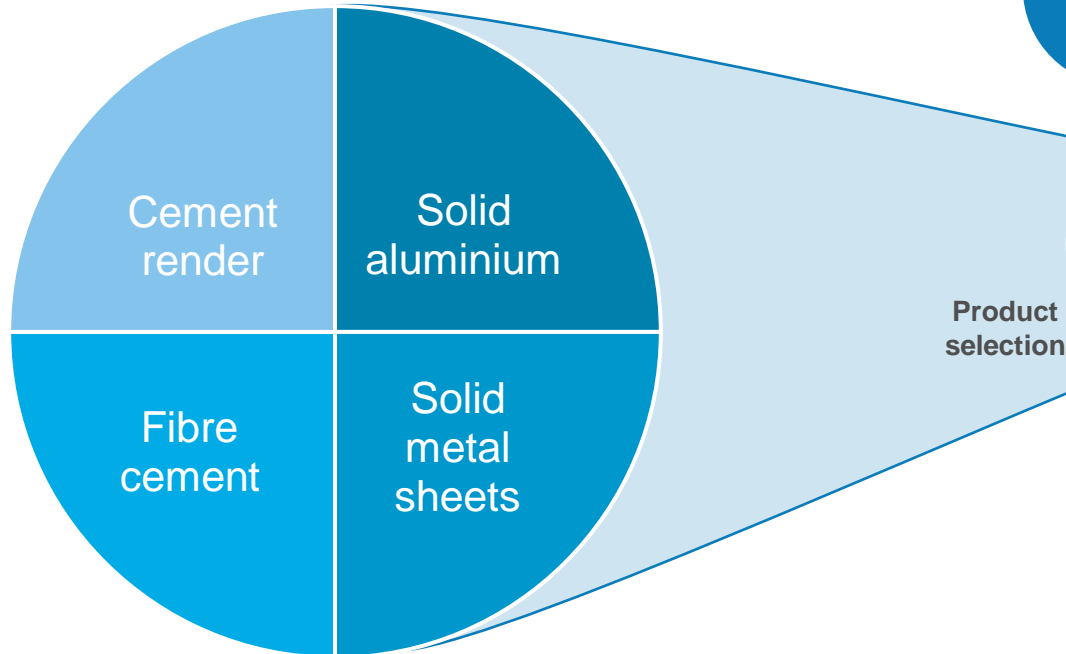 Cement
render
Solid
aluminium
Fibre
cement
Solid
metal
sheets
Product
selection